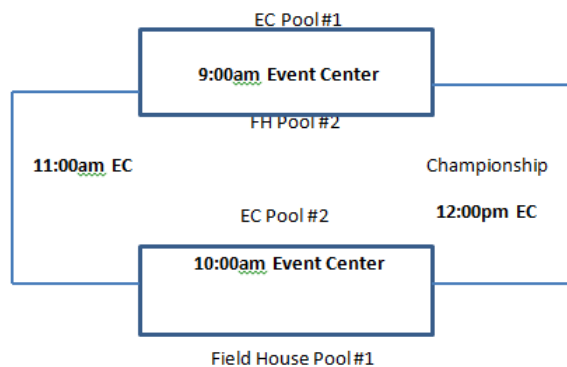 EC Pool #1
9:00am Event Center
FH Pool #2
11:00am EC
Championship
EC Pool #2
12:00pm EC
10:00am Event Center
Field House Pool #1